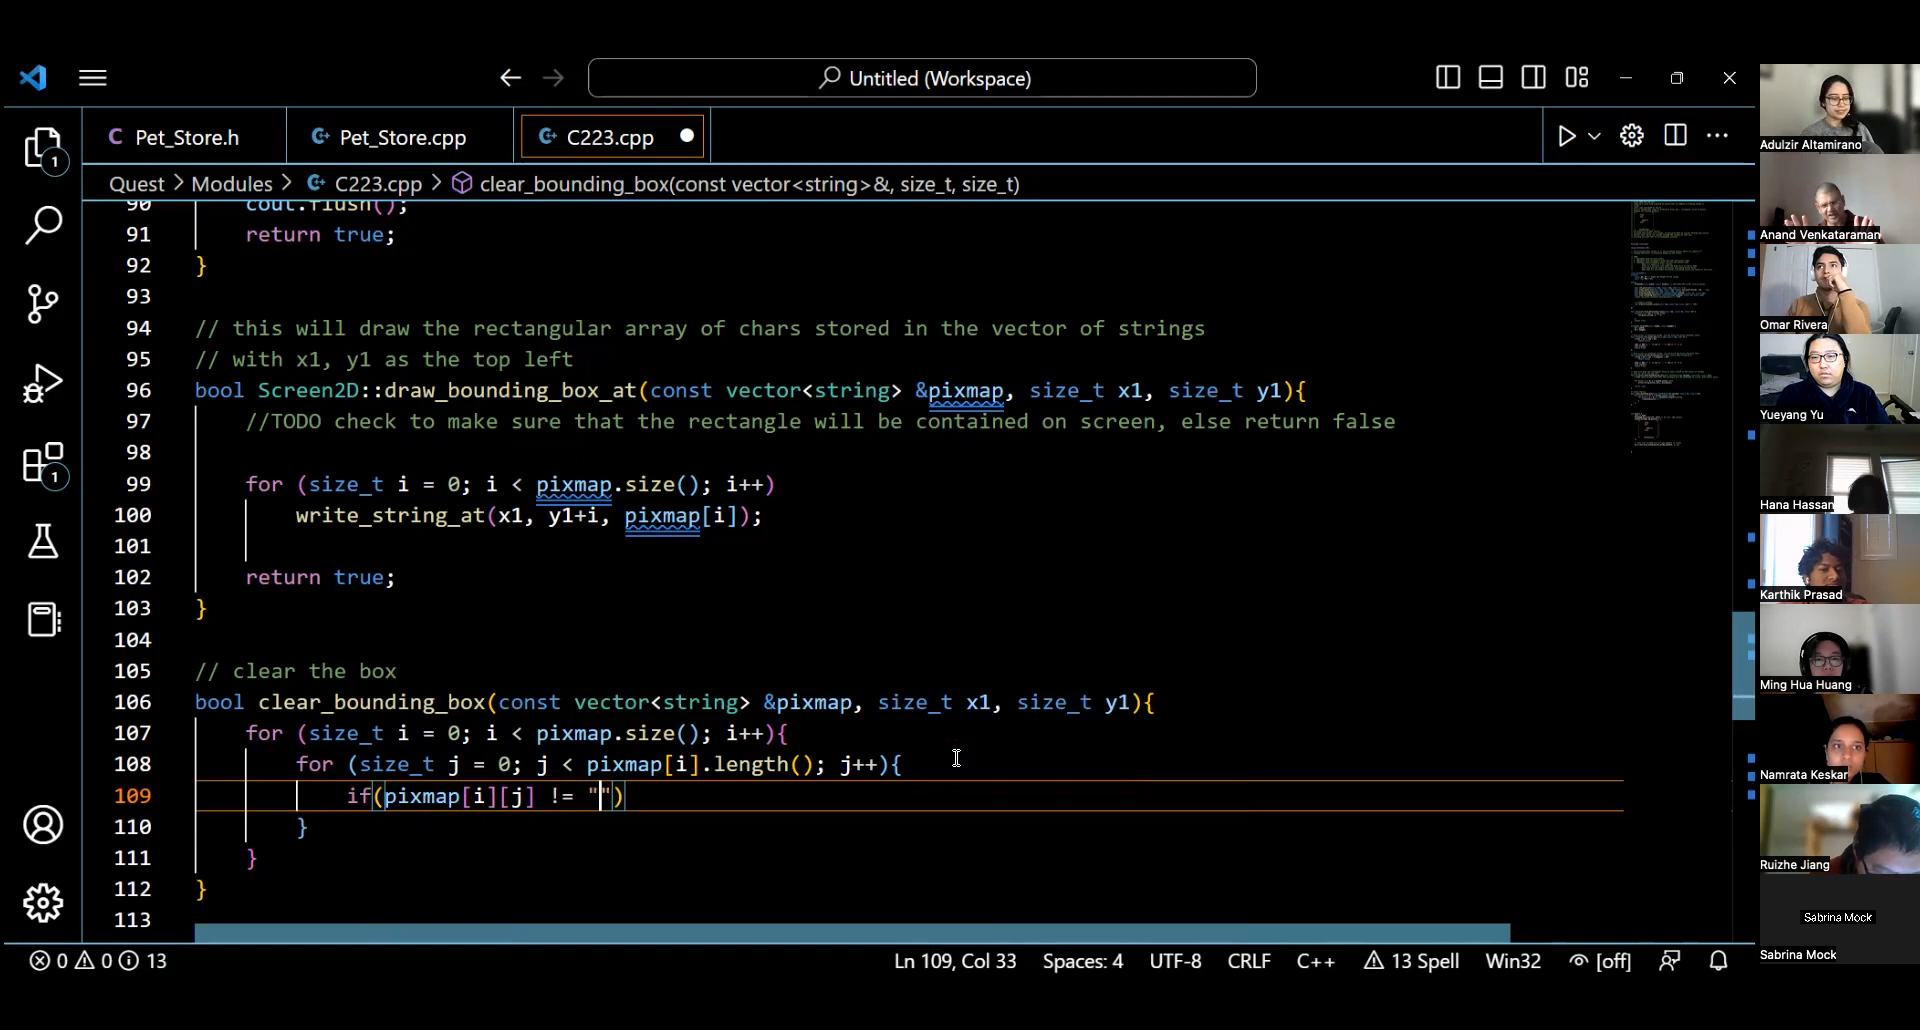 Untitled (Workspace)
Pet_Store.h
Pet_Store.cpp
C223.cpp
Quest > Modules > C223.cpp > clear_bounding_box(const vector<string>&, size_t, size_t)
90 cout.flush();
91 return true;
92 }
93
94 // this will draw the rectangular array of chars stored in the vector of strings
95 // with x1, y1 as the top left
96 bool Screen2D::draw_bounding_box_at(const vector<string> &pixmap, size_t x1, size_t y1){
97 //TODO check to make sure that the rectangle will be contained on screen, else return false
98
99 for (size_t i = 0; i < pixmap.size(); i++)
100 write_string_at(x1, y1+i, pixmap[i]);
101
102 return true;
103 }
104
105 // clear the box
106 bool clear_bounding_box(const vector<string> &pixmap, size_t x1, size_t y1){
107 for (size_t i = 0; i < pixmap.size(); i++){
108 for (size_t j = 0; j < pixmap[i].length(); j++){
109 if(pixmap[i][j] != "")
110 }
111 }
112 }
113
1
1
0 0 13
Ln 109, Col 33
Spaces: 4
UTF-8
CRLF
C++
13 Spell
Win32
[off]
Adulzir Altamirano
Anand Venkataraman
Omar Rivera
Yueyang Yu
Hana Hassan
Karthik Prasad
Ming Hua Huang
Namrata Keskar
Ruizhe Jiang
Sabrina Mock
Sabrina Mock